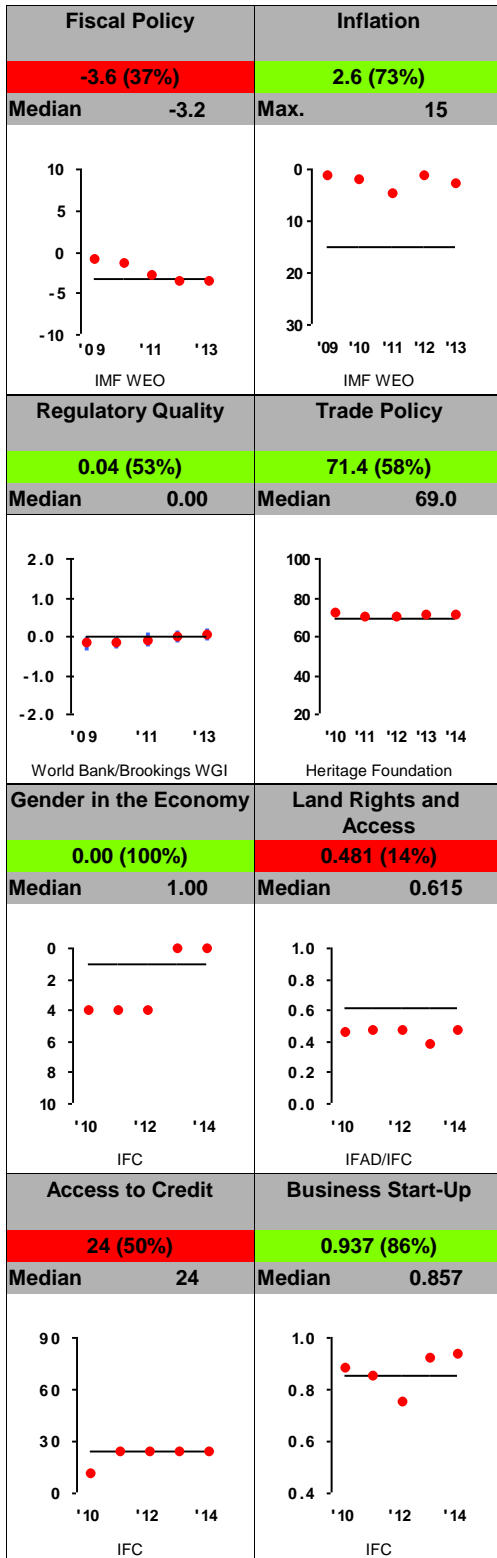 Fiscal Policy
-3.6 (37%)
Median -3.2
10
5
0
-5
-10
'09 '11 '13
IMF WEO
Inflation
2.6 (73%)
Max. 15
0
10
20
30
'09 '10 '11 '12 '13
IMF WEO
Regulatory Quality
0.04 (53%)
Median 0.00
2.0
1.0
0.0
-1.0
-2.0
'09 '11 '13
World Bank/Brookings WGI
Trade Policy
71.4 (58%)
Median 69.0
100
80
60
40
20
'10 '11 '12 '13 '14
Heritage Foundation
Gender in the Economy
0.00 (100%)
Median 1.00
0
2
4
6
8
10
'10 '12 '14
IFC
Land Rights and
Access
0.481 (14%)
Median 0.615
1.0
0.8
0.6
0.4
0.2
0.0
'10 '12 '14
IFAD/IFC
Access to Credit
24 (50%)
Median 24
90
60
30
0
'10 '12 '14
IFC
Business Start-Up
0.937 (86%)
Median 0.857
1.0
0.8
0.6
0.4
'10 '12 '14
IFC